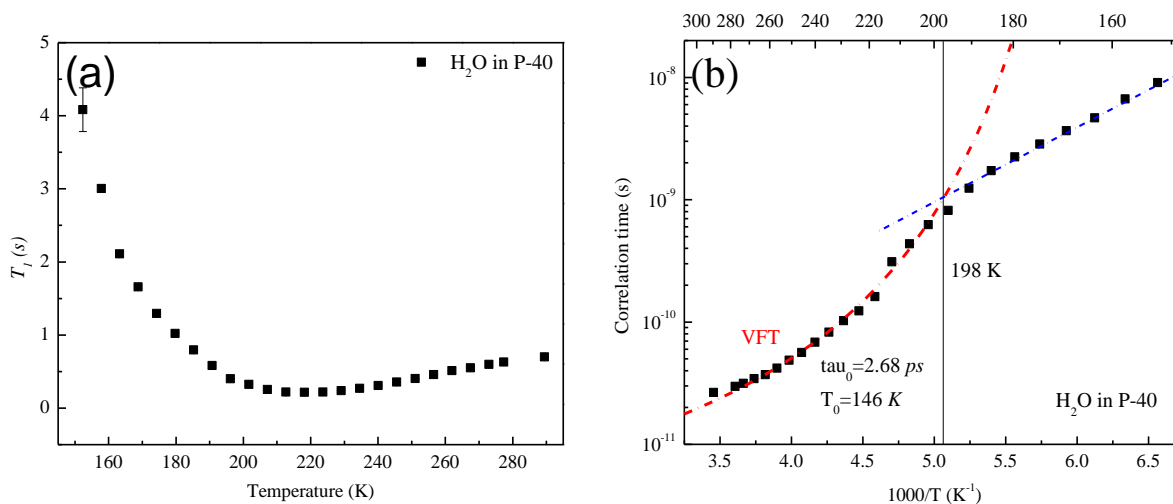 (a)
H₂O in P-40
5
4
3
2
1
0
T₁ (s)
160 180 200 220 240 260 280
Temperature (K)
(b)
300 280 260 240 220 200 180 160
10⁻⁸
10⁻⁹
10⁻¹⁰
10⁻¹¹
Correlation time (s)
198 K
VFT
tau₀=2.68 ps
T₀=146 K
H₂O in P-40
3.5 4.0 4.5 5.0 5.5 6.0 6.5
1000/T (K⁻¹)